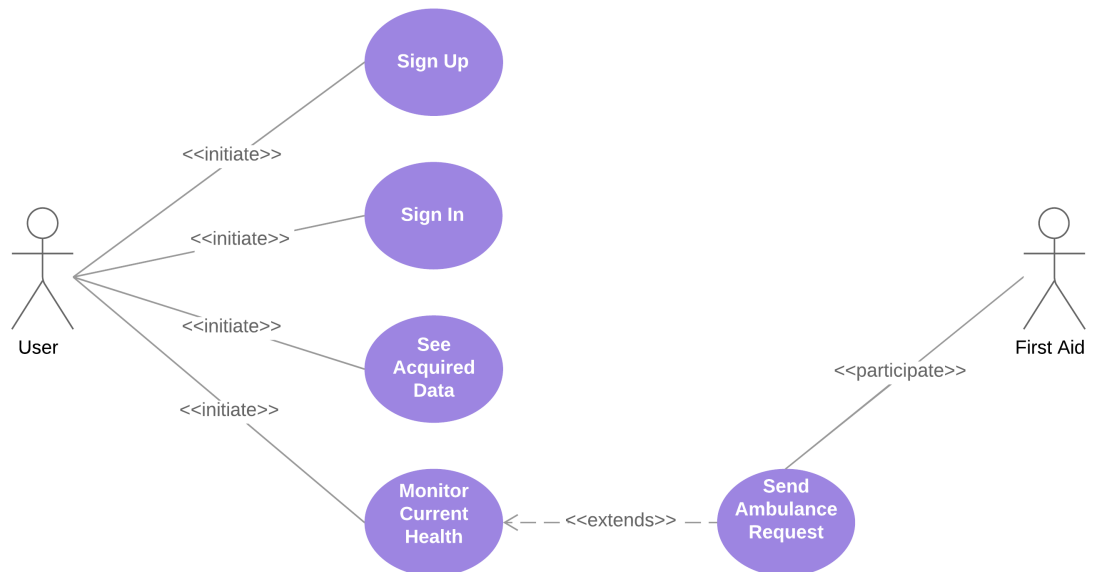 Sign Up
<<initiate>>
Sign In
<<initiate>>
User
First Aid
<<initiate>>
See
Acquired
Data
<<participate>>
<<initiate>>
Monitor
Current
Health
<<extends>>
Send
Ambulance
Request